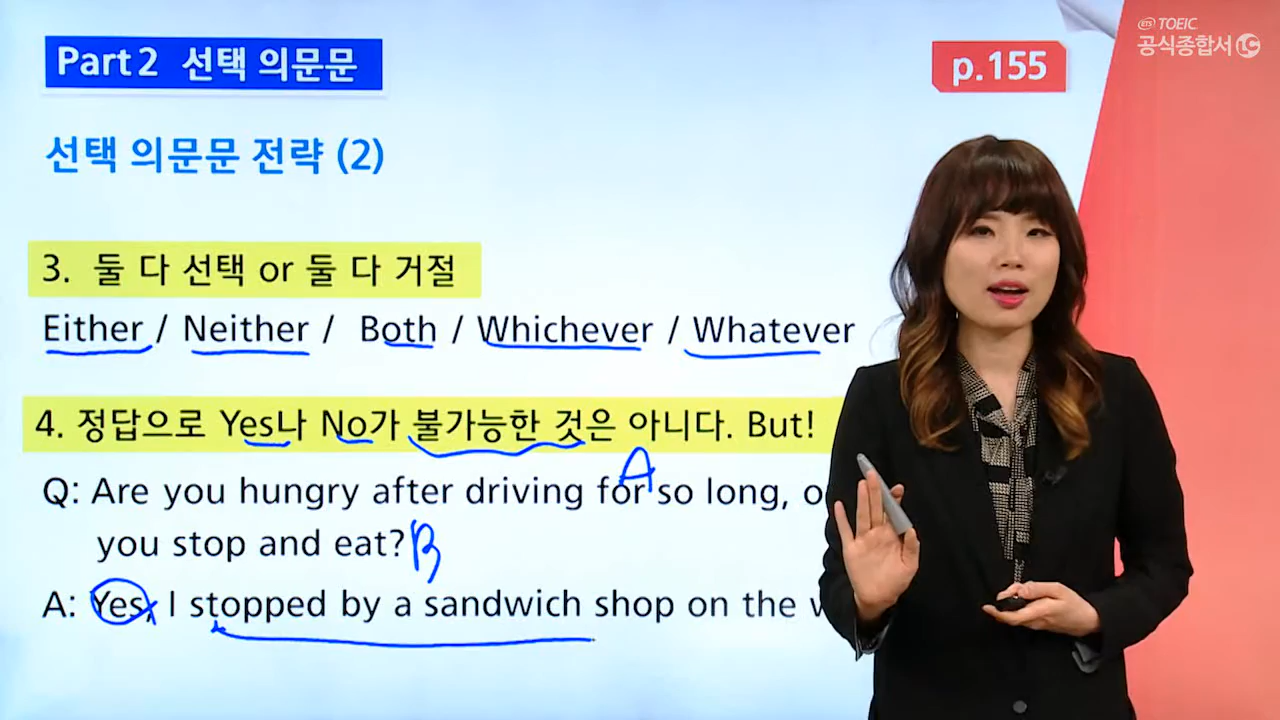 Part 2 선택 의문문
p.155
ETS TOEIC
공식종합서 LC
선택 의문문 전략 (2)
3. 둘 다 선택 or 둘 다 거절
Either / Neither / Both / Whichever / Whatever
4. 정답으로 Yes나 No가 불가능한 것은 아니다. But!
A
Q: Are you hungry after driving for so long,
you stop and eat? B
A: Yes, I stopped by a sandwich shop on the